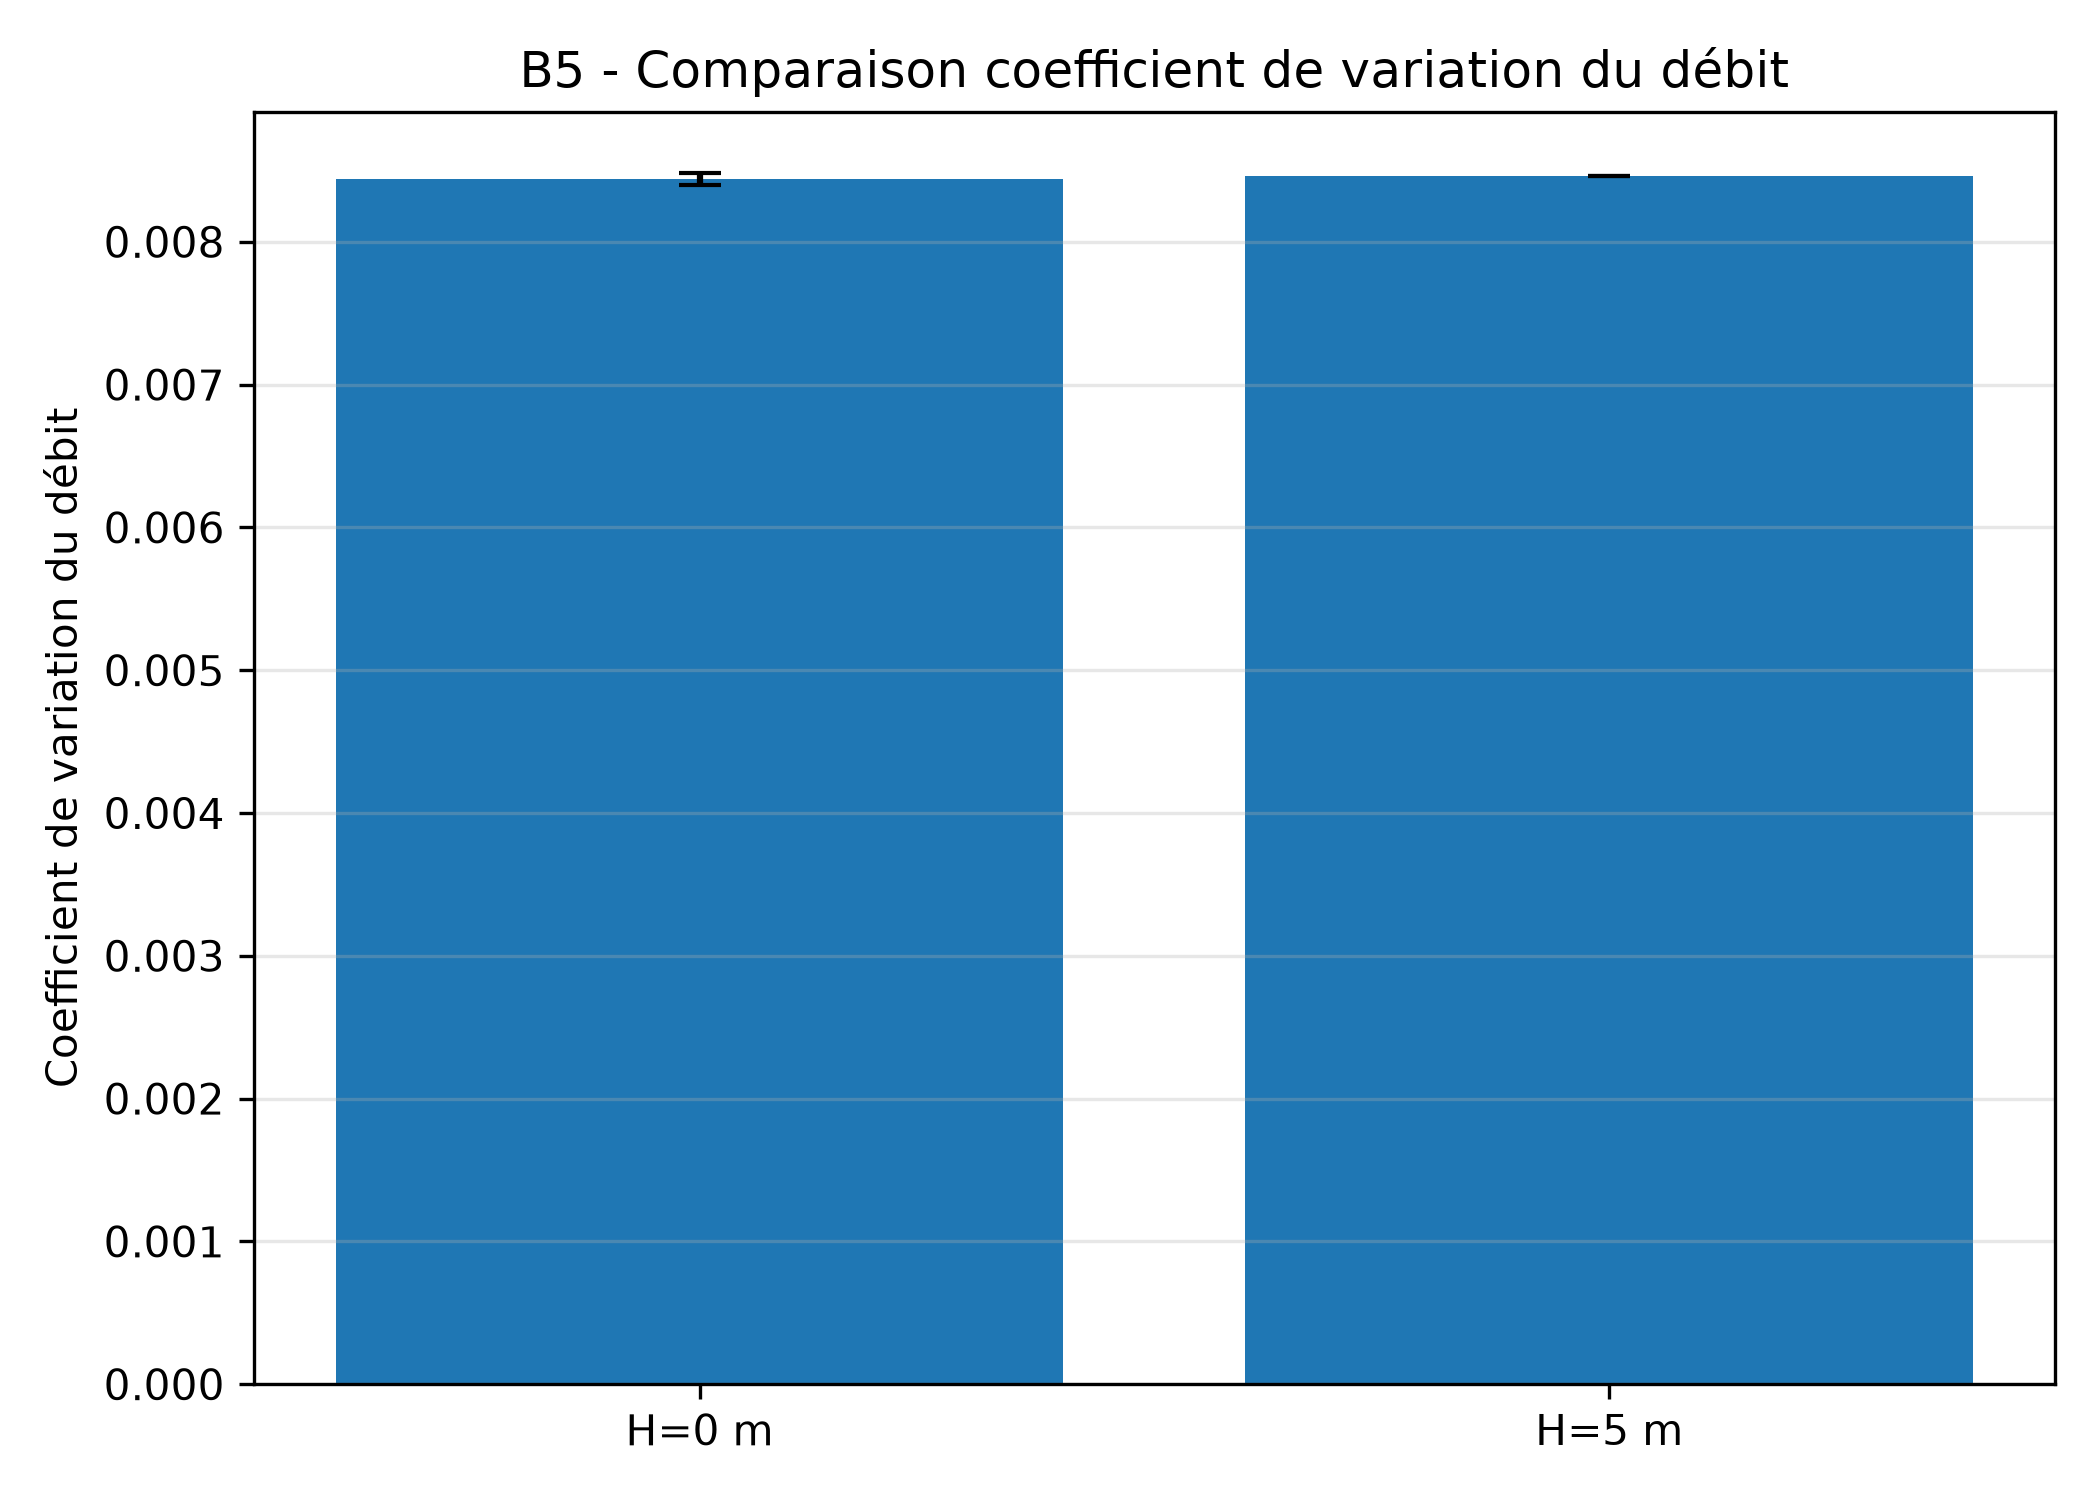 B5 - Comparaison coefficient de variation du débit
Coefficient de variation du débit
0.008
0.007
0.006
0.005
0.004
0.003
0.002
0.001
0.000
H=0 m
H=5 m